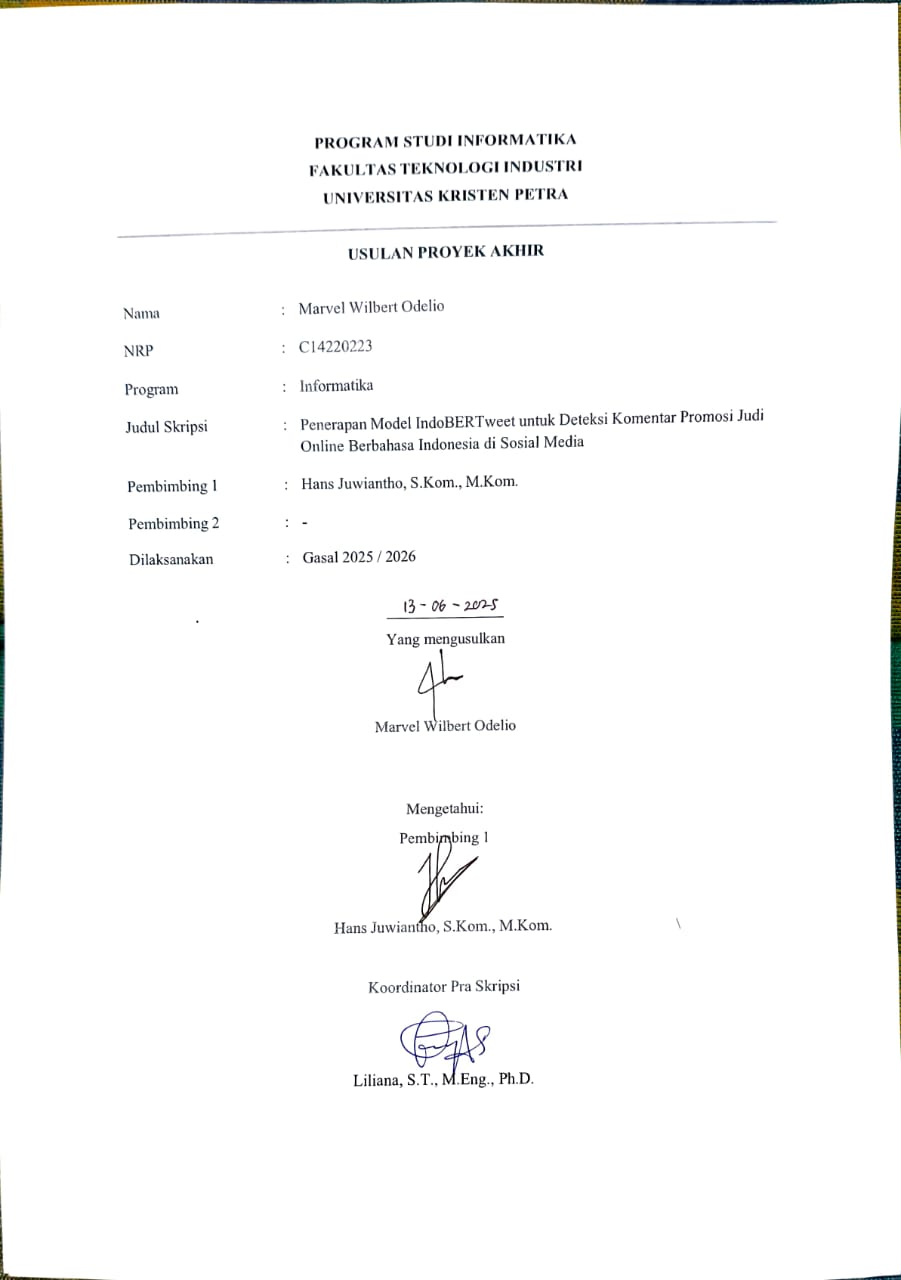 PROGRAM STUDI INFORMATIKA
FAKULTAS TEKNOLOGI INDUSTRI
UNIVERSITAS KRISTEN PETRA
USULAN PROYEK AKHIR
Nama : Marvel Wilbert Odelio
NRP : C14220223
Program : Informatika
Judul Skripsi : Penerapan Model IndoBERTweet untuk Deteksi Komentar Promosi Judi
Online Berbahasa Indonesia di Sosial Media
Pembimbing 1 : Hans Juwiantho, S.Kom., M.Kom.
Pembimbing 2 : -
Dilaksanakan : Gasal 2025 / 2026
13 - 06 - 2025
Yang mengusulkan
Marvel Wilbert Odelio
Mengetahui:
Pembimbing 1
Hans Juwiantho, S.Kom., M.Kom.
Koordinator Pra Skripsi
Liliana, S.T., M.Eng., Ph.D.